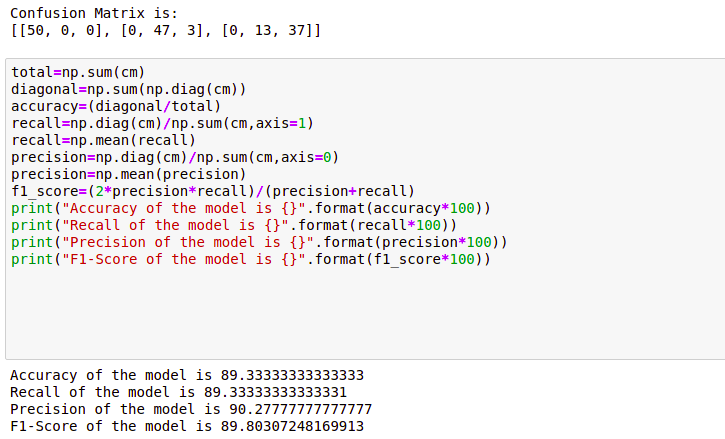 Confusion Matrix is:
[[50, 0, 0], [0, 47, 3], [0, 13, 37]]
total=np.sum(cm)
diagonal=np.sum(np.diag(cm))
accuracy=(diagonal/total)
recall=np.diag(cm)/np.sum(cm,axis=1)
recall=np.mean(recall)
precision=np.diag(cm)/np.sum(cm,axis=0)
precision=np.mean(precision)
f1_score=(2*precision*recall)/(precision+recall)
print("Accuracy of the model is {}".format(accuracy*100))
print("Recall of the model is {}".format(recall*100))
print("Precision of the model is {}".format(precision*100))
print("F1-Score of the model is {}".format(f1_score*100))
Accuracy of the model is 89.33333333333333
Recall of the model is 89.33333333333331
Precision of the model is 90.27777777777777
F1-Score of the model is 89.80307248169913